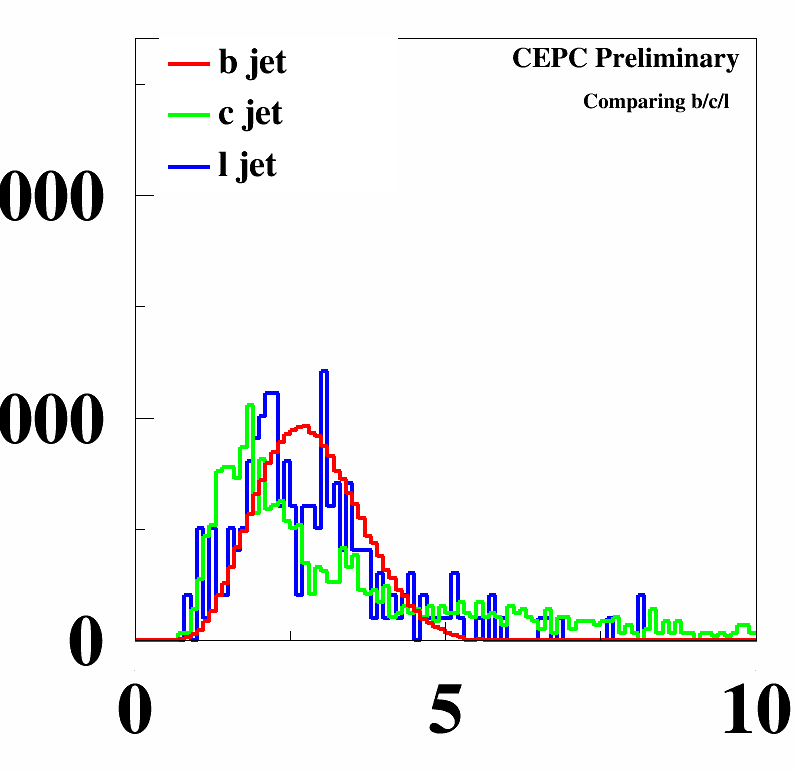 CEPC Preliminary
Comparing b/c/l
b jet
c jet
l jet
000
000
0
0 5 10